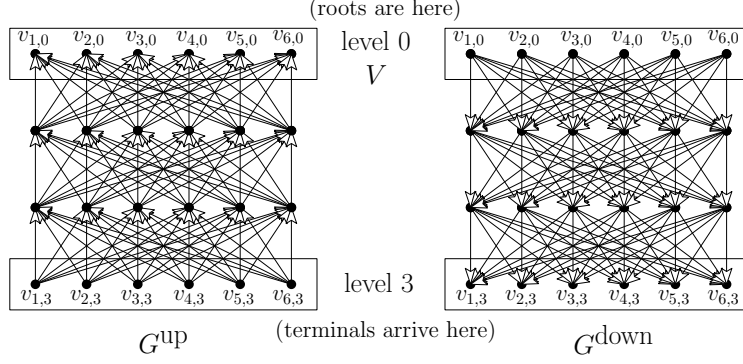 (roots are here)
v1,0 v2,0 v3,0 v4,0 v5,0 v6,0 level 0 v1,0 v2,0 v3,0 v4,0 v5,0 v6,0
V
level 3
v1,3 v2,3 v3,3 v4,3 v5,3 v6,3 v1,3 v2,3 v3,3 v4,3 v5,3 v6,3
(terminals arrive here)
Gup Gdown